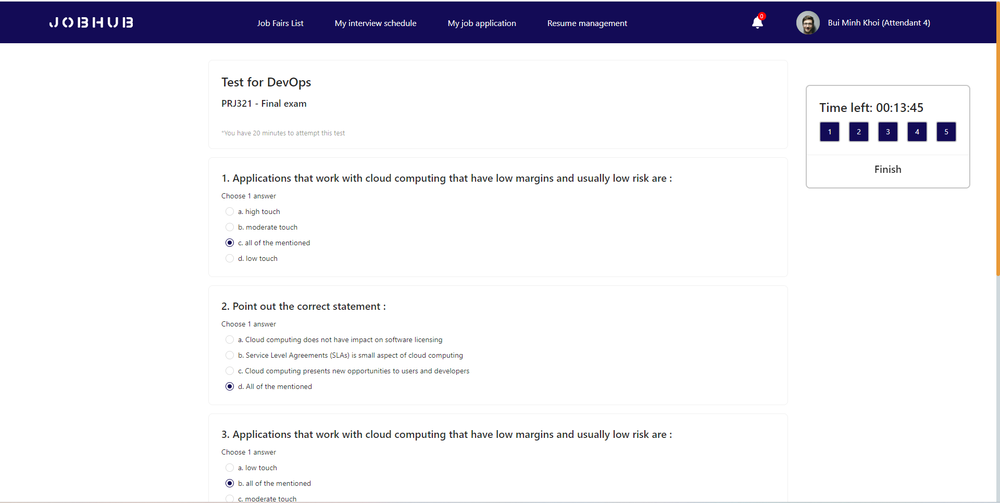 JOBHUB
Job Fairs List
My interview schedule
My job application
Resume management
0
Bui Minh Khoi (Attendant 4)
Test for DevOps
PRJ321 - Final exam
*You have 20 minutes to attempt this test
Time left: 00:13:45
1 2 3 4 5
Finish
1. Applications that work with cloud computing that have low margins and usually low risk are :
Choose 1 answer
a. high touch
b. moderate touch
c. all of the mentioned
d. low touch
2. Point out the correct statement :
Choose 1 answer
a. Cloud computing does not have impact on software licensing
b. Service Level Agreements (SLAs) is small aspect of cloud computing
c. Cloud computing presents new opportunities to users and developers
d. All of the mentioned
3. Applications that work with cloud computing that have low margins and usually low risk are :
Choose 1 answer
a. low touch
b. all of the mentioned
c. moderate touch